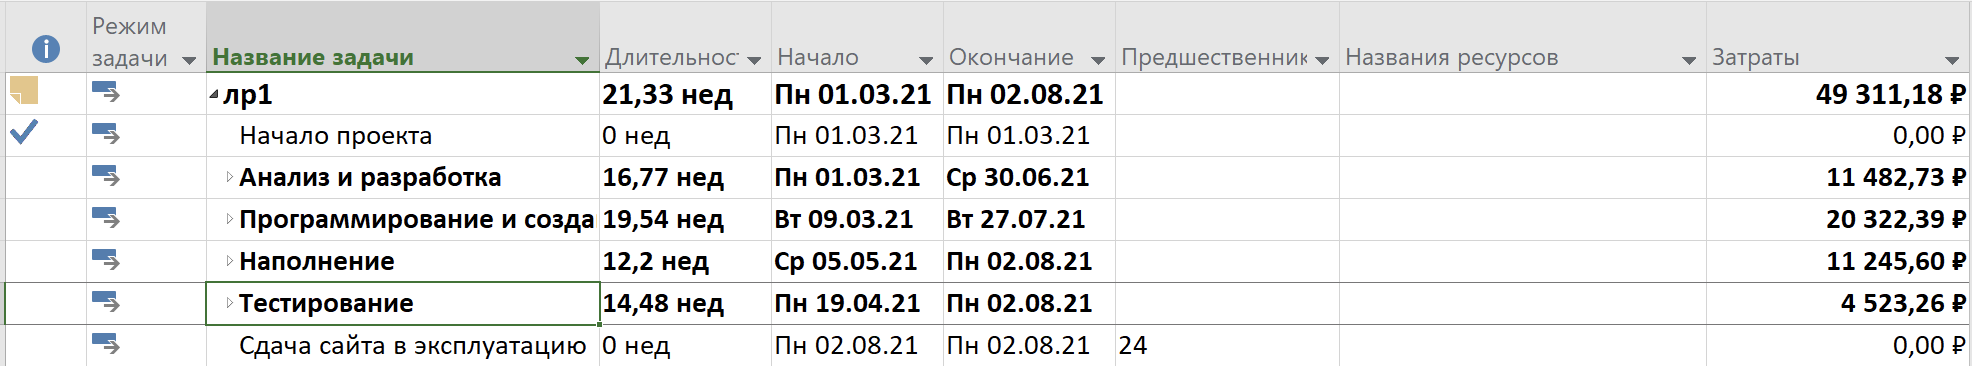 Режим задачи Название задачи Длительнос Начало Окончание Предшественник Названия ресурсов Затраты
лр1 21,33 нед Пн 01.03.21 Пн 02.08.21 49 311,18 ₽
Начало проекта 0 нед Пн 01.03.21 Пн 01.03.21 0,00 ₽
Анализ и разработка 16,77 нед Пн 01.03.21 Ср 30.06.21 11 482,73 ₽
Программирование и созда 19,54 нед Вт 09.03.21 Вт 27.07.21 20 322,39 ₽
Наполнение 12,2 нед Ср 05.05.21 Пн 02.08.21 11 245,60 ₽
Тестирование 14,48 нед Пн 19.04.21 Пн 02.08.21 4 523,26 ₽
Сдача сайта в эксплуатацию 0 нед Пн 02.08.21 Пн 02.08.21 24 0,00 ₽